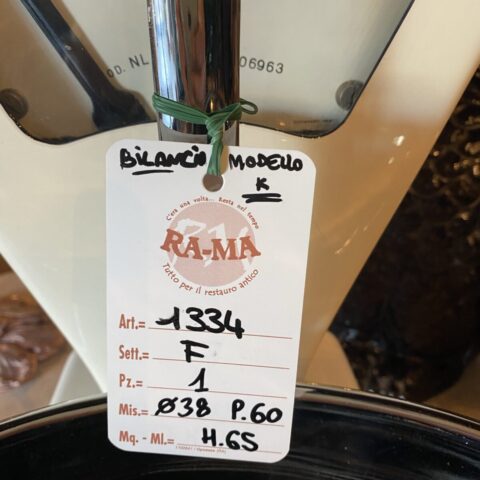 OD. NL 06963
BILANCIA MODELLO
K
C'era una volta... Resta nel tempo
RA-MA
Tutto per il restauro antico
Art.= 1334
Sett.= F
Pz.= 1
Mis.= Ø38 P.60
Mq. - Ml.= H.65